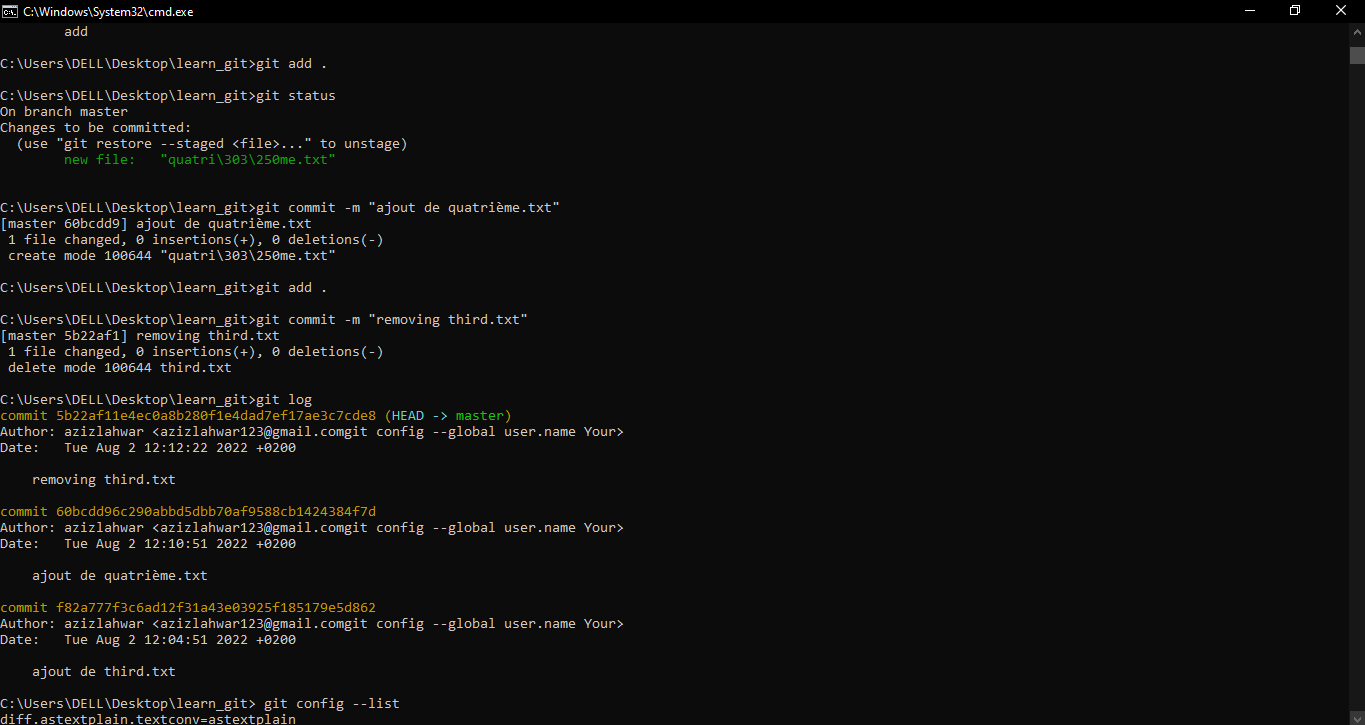 C:\Windows\System32\cmd.exe
add
C:\Users\DELL\Desktop\learn_git>git add .
C:\Users\DELL\Desktop\learn_git>git status
On branch master
Changes to be committed:
(use "git restore --staged <file>..." to unstage)
new file: "quatri\303\250me.txt"
C:\Users\DELL\Desktop\learn_git>git commit -m "ajout de quatrième.txt"
[master 60bcdd9] ajout de quatrième.txt
1 file changed, 0 insertions(+), 0 deletions(-)
create mode 100644 "quatri\303\250me.txt"
C:\Users\DELL\Desktop\learn_git>git add .
C:\Users\DELL\Desktop\learn_git>git commit -m "removing third.txt"
[master 5b22af1] removing third.txt
1 file changed, 0 insertions(+), 0 deletions(-)
delete mode 100644 third.txt
C:\Users\DELL\Desktop\learn_git>git log
commit 5b22af11e4ec0a8b280f1e4dad7ef17ae3c7cde8 (HEAD -> master)
Author: azizlahwar <azizlahwar123@gmail.comgit config --global user.name Your>
Date: Tue Aug 2 12:12:22 2022 +0200
removing third.txt
commit 60bcdd96c290abbd5dbb70af9588cb1424384f7d
Author: azizlahwar <azizlahwar123@gmail.comgit config --global user.name Your>
Date: Tue Aug 2 12:10:51 2022 +0200
ajout de quatrième.txt
commit f82a777f3c6ad12f31a43e03925f185179e5d862
Author: azizlahwar <azizlahwar123@gmail.comgit config --global user.name Your>
Date: Tue Aug 2 12:04:51 2022 +0200
ajout de third.txt
C:\Users\DELL\Desktop\learn_git> git config --list
diff.astextplain.textconv=astextplain